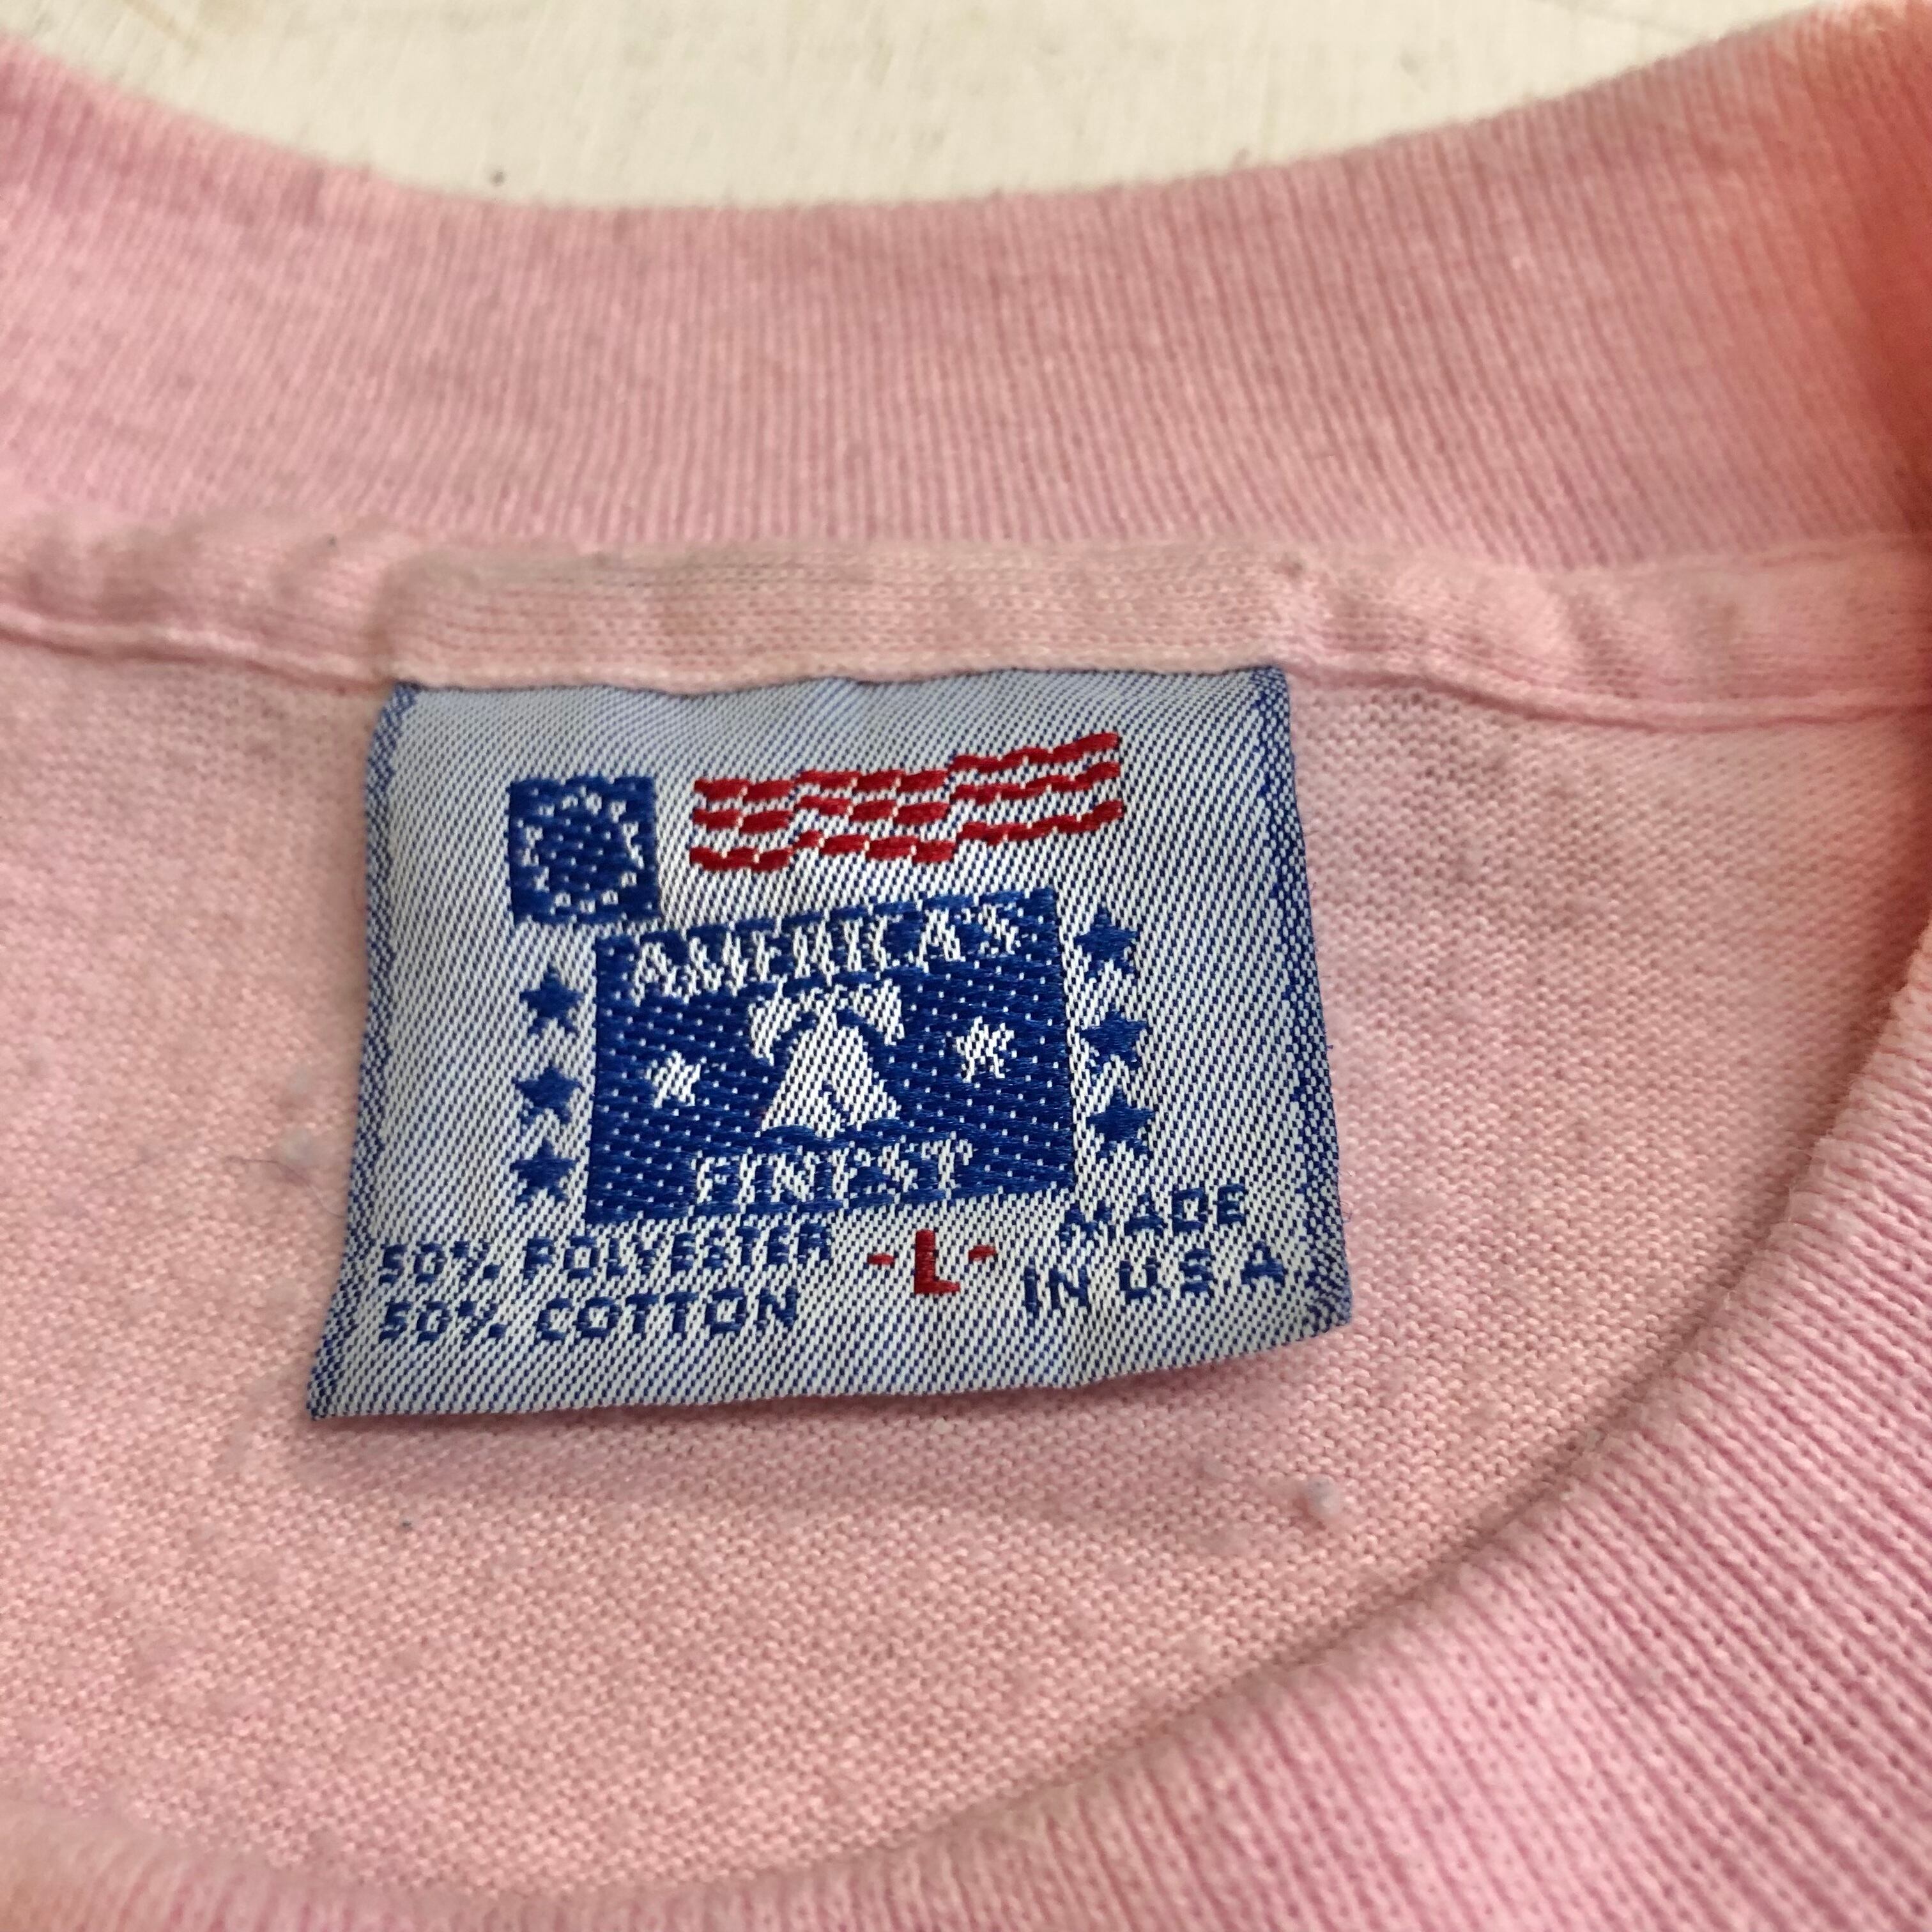 AMERICA'S
FINEST
50% POLYESTER
50% COTTON
-L-
MADE
IN U.S.A